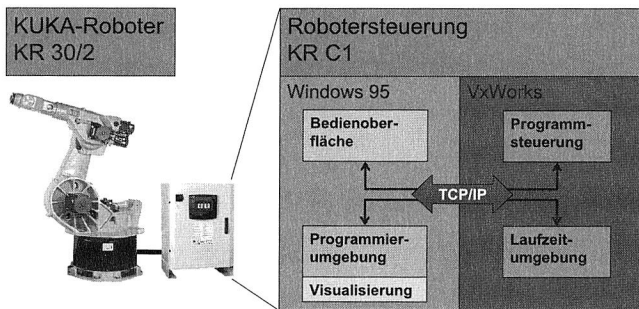 KUKA-Roboter
KR 30/2
Robotersteuerung
KR C1
Windows 95
VxWorks
Bedienober-
fläche
Programm-
steuerung
TCP/IP
Programmier-
umgebung
Laufzeit-
umgebung
Visualisierung